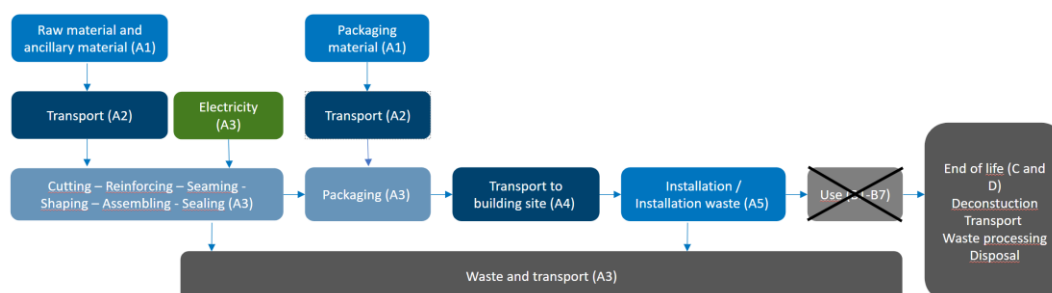 Raw material and
ancillary material (A1)
Packaging
material (A1)
Transport (A2)
Electricity
(A3)
Transport (A2)
Cutting – Reinforcing – Seaming -
Shaping – Assembling - Sealing (A3)
Packaging (A3)
Transport to
building site (A4)
Installation /
Installation waste (A5)
Use (B1-B7)
End of life (C and
D)
Deconstuction
Transport
Waste processing
Disposal
Waste and transport (A3)